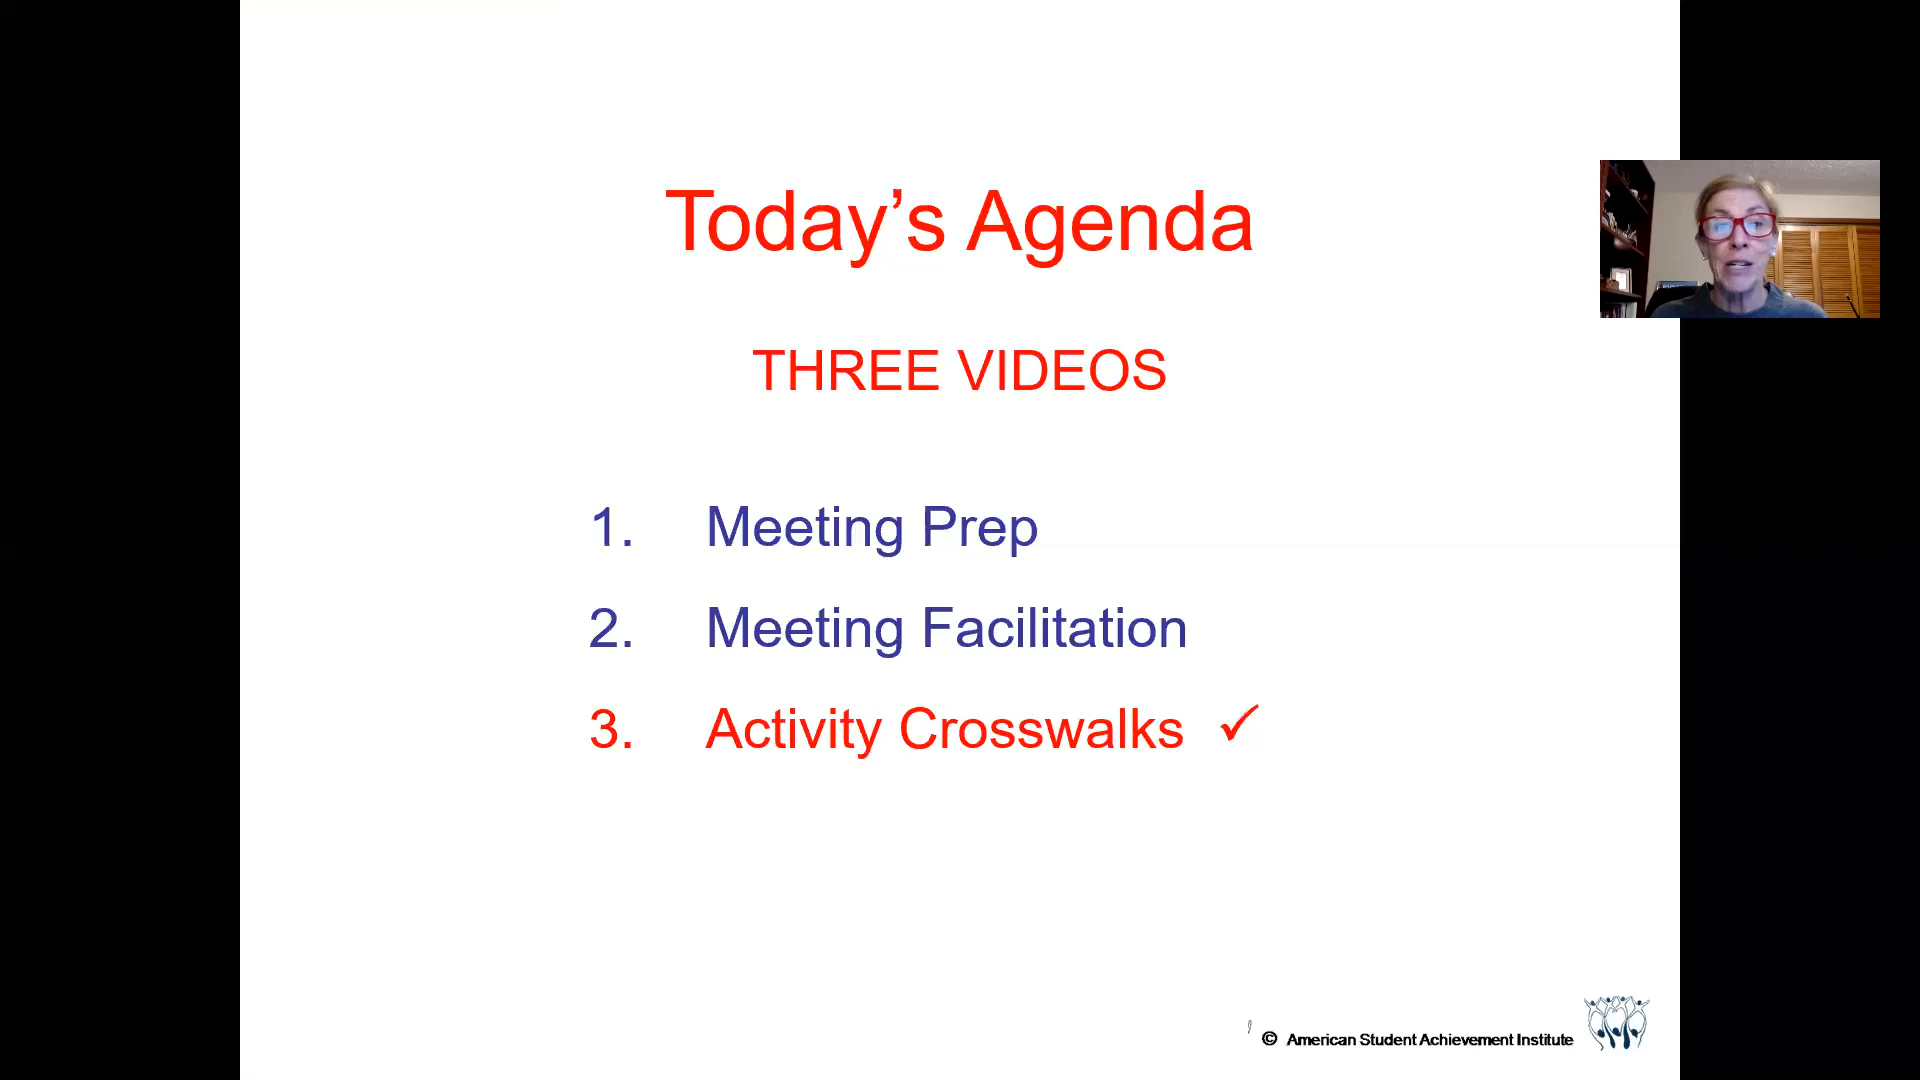 Today’s Agenda
THREE VIDEOS
1. Meeting Prep
2. Meeting Facilitation
3. Activity Crosswalks ✓
© American Student Achievement Institute